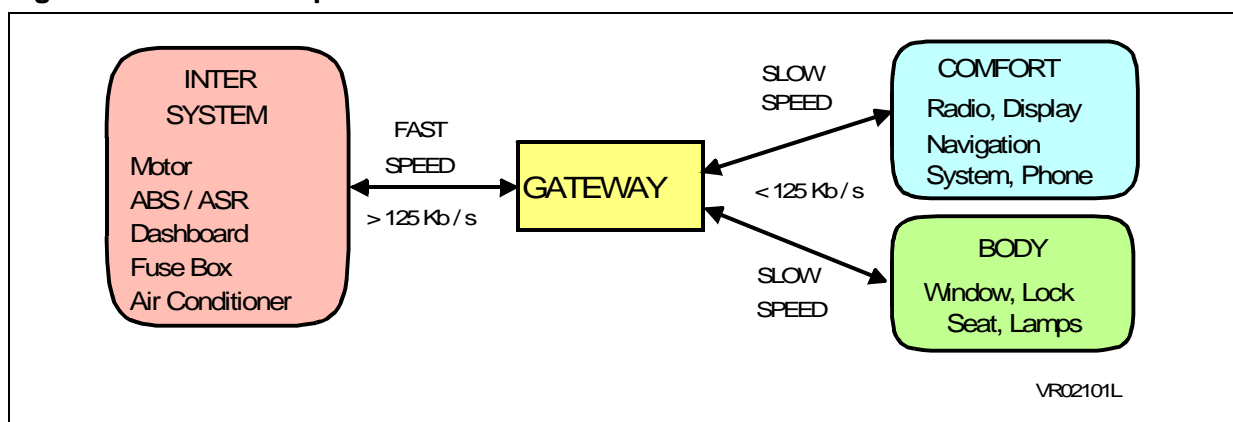 INTER
SYSTEM
Motor
ABS / ASR
Dashboard
Fuse Box
Air Conditioner
FAST
SPEED
> 125 Kb / s
GATEWAY
SLOW
SPEED
< 125 Kb / s
SLOW
SPEED
COMFORT
Radio, Display
Navigation
System, Phone
BODY
Window, Lock
Seat, Lamps
VR02101L